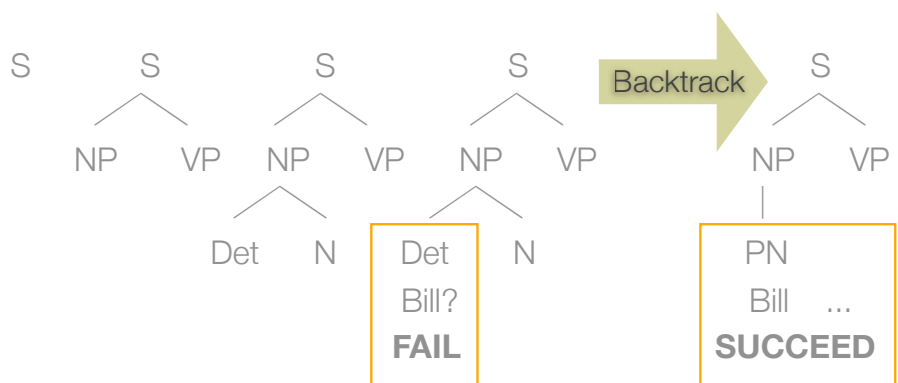 S S S S Backtrack S
NP VP NP VP NP VP NP VP
Det N Det N PN
Bill? Bill ...
FAIL SUCCEED